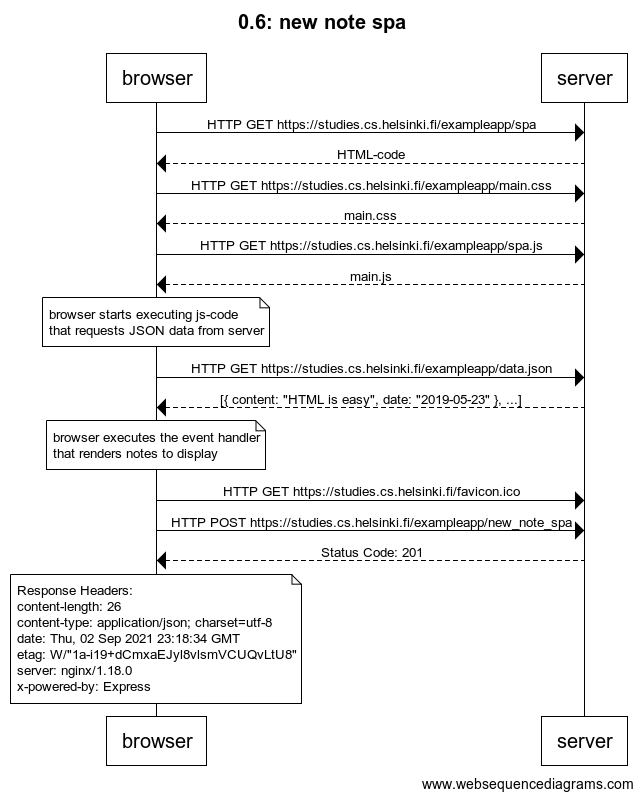 0.6: new note spa
browser
server
HTTP GET https://studies.cs.helsinki.fi/exampleapp/spa
HTML-code
HTTP GET https://studies.cs.helsinki.fi/exampleapp/main.css
main.css
HTTP GET https://studies.cs.helsinki.fi/exampleapp/spa.js
main.js
browser starts executing js-code
that requests JSON data from server
HTTP GET https://studies.cs.helsinki.fi/exampleapp/data.json
[{ content: "HTML is easy", date: "2019-05-23" }, ...]
browser executes the event handler
that renders notes to display
HTTP GET https://studies.cs.helsinki.fi/favicon.ico
HTTP POST https://studies.cs.helsinki.fi/exampleapp/new_note_spa
Status Code: 201
Response Headers:
content-length: 26
content-type: application/json; charset=utf-8
date: Thu, 02 Sep 2021 23:18:34 GMT
etag: W/"1a-i19+dCmxaEJyl8vlsmVCUQvLtU8"
server: nginx/1.18.0
x-powered-by: Express
browser
server
www.websequencediagrams.com